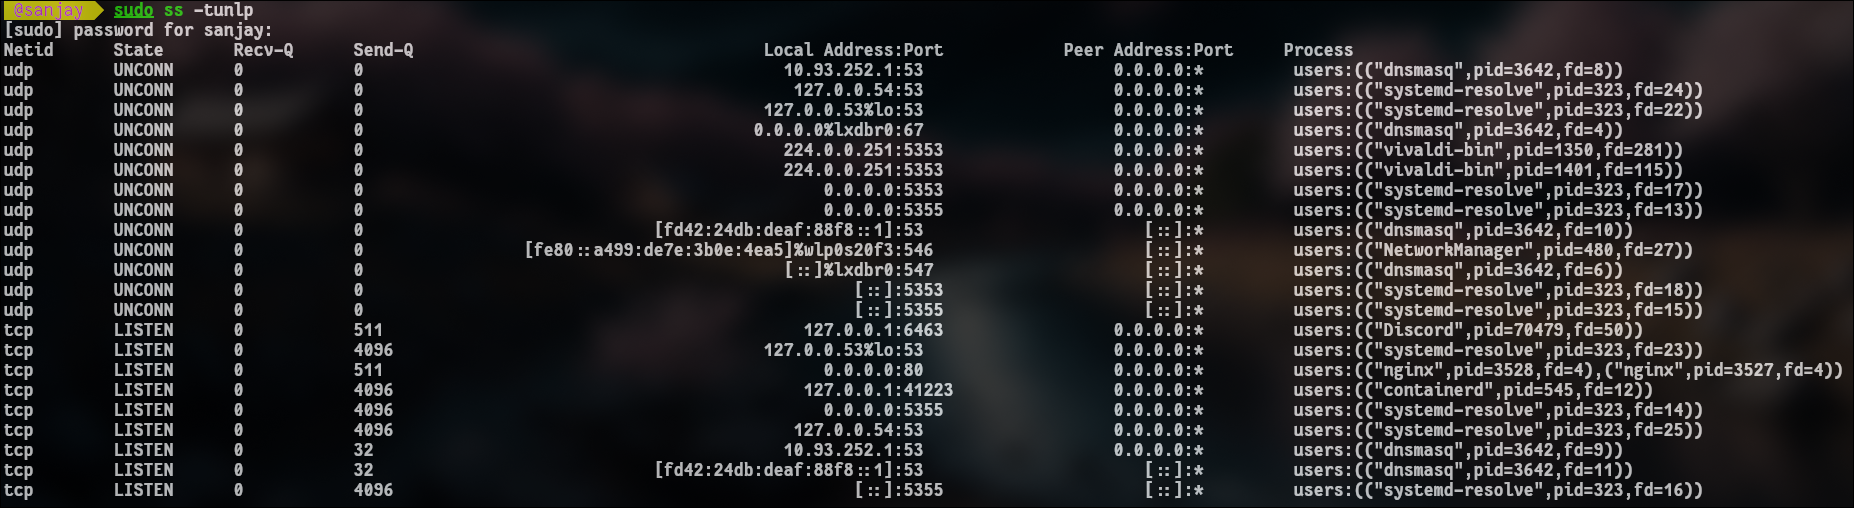 @sanjay sudo ss -tunlp
[sudo] password for sanjay:
Netid State Recv-Q Send-Q Local Address:Port Peer Address:Port Process
udp UNCONN 0 0 10.93.252.1:53 0.0.0.0:* users:(("dnsmasq",pid=3642,fd=8))
udp UNCONN 0 0 127.0.0.54:53 0.0.0.0:* users:(("systemd-resolve",pid=323,fd=24))
udp UNCONN 0 0 127.0.0.53%lo:53 0.0.0.0:* users:(("systemd-resolve",pid=323,fd=22))
udp UNCONN 0 0 0.0.0.0%lxdbr0:67 0.0.0.0:* users:(("dnsmasq",pid=3642,fd=4))
udp UNCONN 0 0 224.0.0.251:5353 0.0.0.0:* users:(("vivaldi-bin",pid=1350,fd=281))
udp UNCONN 0 0 224.0.0.251:5353 0.0.0.0:* users:(("vivaldi-bin",pid=1401,fd=115))
udp UNCONN 0 0 0.0.0.0:5353 0.0.0.0:* users:(("systemd-resolve",pid=323,fd=17))
udp UNCONN 0 0 0.0.0.0:5355 0.0.0.0:* users:(("systemd-resolve",pid=323,fd=13))
udp UNCONN 0 0 [fd42:24db:deaf:88f8::1]:53 [::]:* users:(("dnsmasq",pid=3642,fd=10))
udp UNCONN 0 0 [fe80::a499:de7e:3b0e:4ea5]%wlp0s20f3:546 [::]:* users:(("NetworkManager",pid=480,fd=27))
udp UNCONN 0 0 [::]%lxdbr0:547 [::]:* users:(("dnsmasq",pid=3642,fd=6))
udp UNCONN 0 0 [::]:5353 [::]:* users:(("systemd-resolve",pid=323,fd=18))
udp UNCONN 0 0 [::]:5355 [::]:* users:(("systemd-resolve",pid=323,fd=15))
tcp LISTEN 0 511 127.0.0.1:6463 0.0.0.0:* users:(("Discord",pid=70479,fd=50))
tcp LISTEN 0 4096 127.0.0.53%lo:53 0.0.0.0:* users:(("systemd-resolve",pid=323,fd=23))
tcp LISTEN 0 511 0.0.0.0:80 0.0.0.0:* users:(("nginx",pid=3528,fd=4),("nginx",pid=3527,fd=4))
tcp LISTEN 0 4096 127.0.0.1:41223 0.0.0.0:* users:(("containerd",pid=545,fd=12))
tcp LISTEN 0 4096 0.0.0.0:5355 0.0.0.0:* users:(("systemd-resolve",pid=323,fd=14))
tcp LISTEN 0 4096 127.0.0.54:53 0.0.0.0:* users:(("systemd-resolve",pid=323,fd=25))
tcp LISTEN 0 32 10.93.252.1:53 0.0.0.0:* users:(("dnsmasq",pid=3642,fd=9))
tcp LISTEN 0 32 [fd42:24db:deaf:88f8::1]:53 [::]:* users:(("dnsmasq",pid=3642,fd=11))
tcp LISTEN 0 4096 [::]:5355 [::]:* users:(("systemd-resolve",pid=323,fd=16))